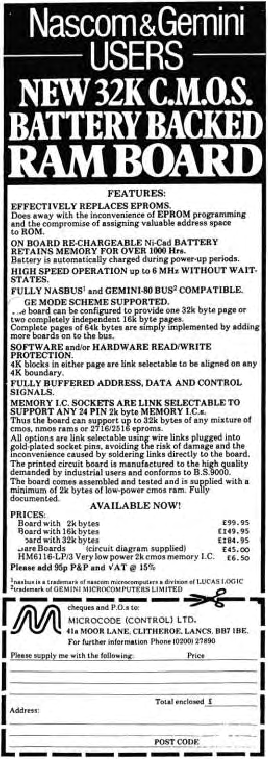 Nascom&Gemini
USERS
NEW 32K C.M.O.S.
BATTERY BACKED
RAM BOARD
FEATURES:
EFFECTIVELY REPLACES EPROMS.
Does away with the inconvenience of EPROM programming
and the compromise of assigning valuable address space
to ROM.
ON BOARD RE-CHARGEABLE Ni-Cad BATTERY
RETAINS MEMORY FOR OVER 1000 Hrs.
Battery is automatically charged during power-up periods.
HIGH SPEED OPERATION up to 6 MHz WITHOUT WAIT-
STATES.
FULLY NASBUS¹ and GEMINI-80 BUS² COMPATIBLE.
GE MODE SCHEME SUPPORTED.
e board can be configured to provide one 32k byte page or
two completely independent 16k byte pages.
Complete pages of 64k bytes are simply implemented by adding
more boards on to the bus.
SOFTWARE and/or HARDWARE READ/WRITE
PROTECTION.
4K blocks in either page are link selectable to be aligned on any
4K boundary.
FULLY BUFFERED ADDRESS, DATA AND CONTROL
SIGNALS.
MEMORY I.C. SOCKETS ARE LINK SELECTABLE TO
SUPPORT ANY 24 PIN 2k byte MEMORY I.C.s.
Thus the board can support up to 32k bytes of any mixture of
cmos, nmos rams or 2716/2516 eproms.
All options are link selectable using wire links plugged into
gold-plated socket pins, avoiding the risk of damage and the
inconvenience caused by soldering links directly to the board.
The printed circuit board is manufactured to the high quality
demanded by industrial users and conforms to B.S.9000.
The board comes assembled and tested and is supplied with a
minimum of 2k bytes of low-power cmos ram. Fully
documented.
AVAILABLE NOW!
PRICES:
Board with 2k bytes £99.95
Board with 16k bytes £149.95
oard with 32k bytes £184.95
are Boards (circuit diagram supplied) £45.00
HM6116-LP/3 Very low power 2k cmos memory I.C. £6.50
Please add 95p P&P and VAT @ 15%
¹nas bus is a trademark of nascom microcomputers a division of LUCAS LOGIC
²trademark of GEMINI MICROCOMPUTERS LIMITED
cheques and P.O.s to:
MICROCODE (CONTROL) LTD.
41a MOOR LANE, CLITHEROE, LANCS, BB7 1BE.
For further information Phone (0200) 27890
Please supply me with the following: Price
Total enclosed £
Address:
POST CODE: